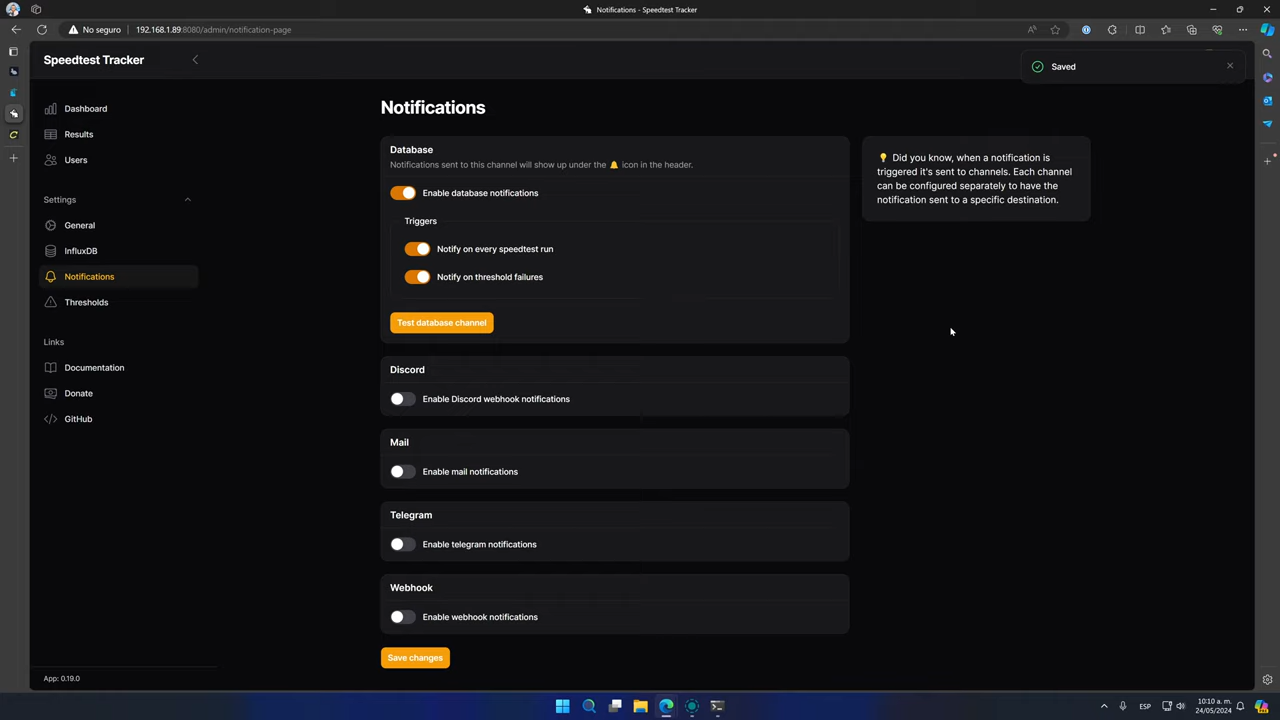 Notifications - Speedtest Tracker
No seguro
192.168.1.89:8080/admin/notification-page
Speedtest Tracker
Saved
Dashboard
Results
Users
Settings
General
InfluxDB
Notifications
Thresholds
Links
Documentation
Donate
GitHub
App: 0.19.0
Notifications
Database
Notifications sent to this channel will show up under the 🔔 icon in the header.
Enable database notifications
Triggers
Notify on every speedtest run
Notify on threshold failures
Test database channel
Discord
Enable Discord webhook notifications
Mail
Enable mail notifications
Telegram
Enable telegram notifications
Webhook
Enable webhook notifications
Save changes
💡 Did you know, when a notification is
triggered it's sent to channels. Each channel
can be configured separately to have the
notification sent to a specific destination.
ESP
10:10 a. m.
24/05/2024